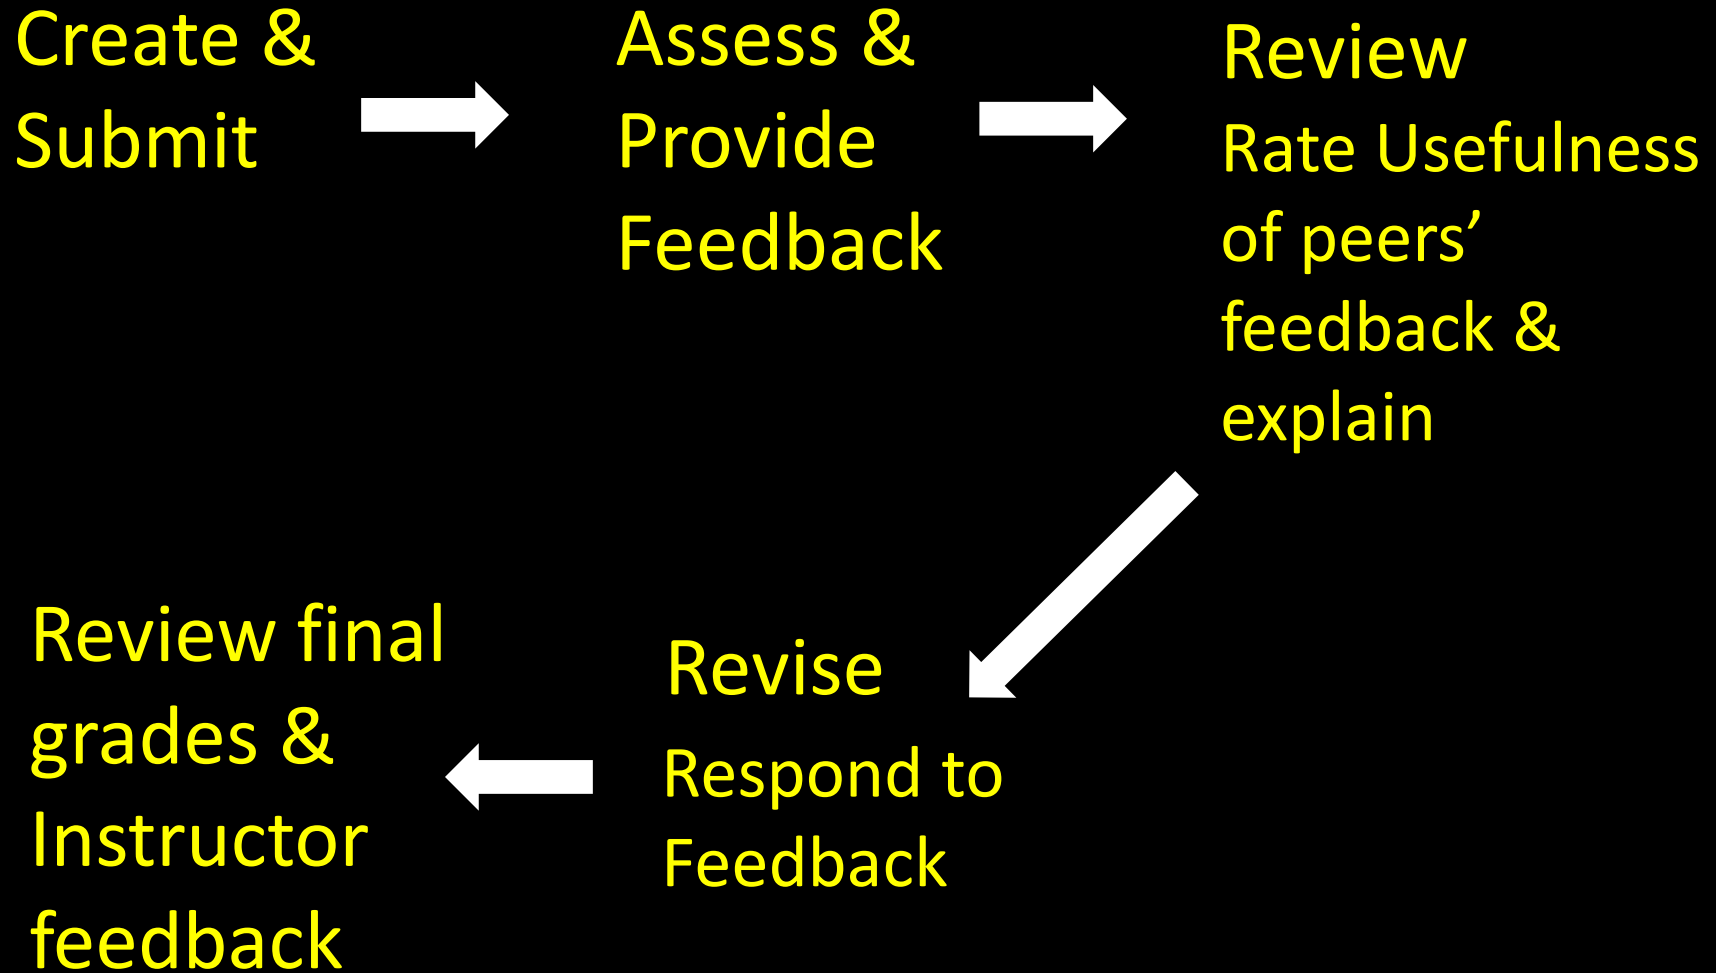 Create &
Submit
Assess &
Provide
Feedback
Review
Rate Usefulness
of peers’
feedback &
explain
Revise
Respond to
Feedback
Review final
grades &
Instructor
feedback